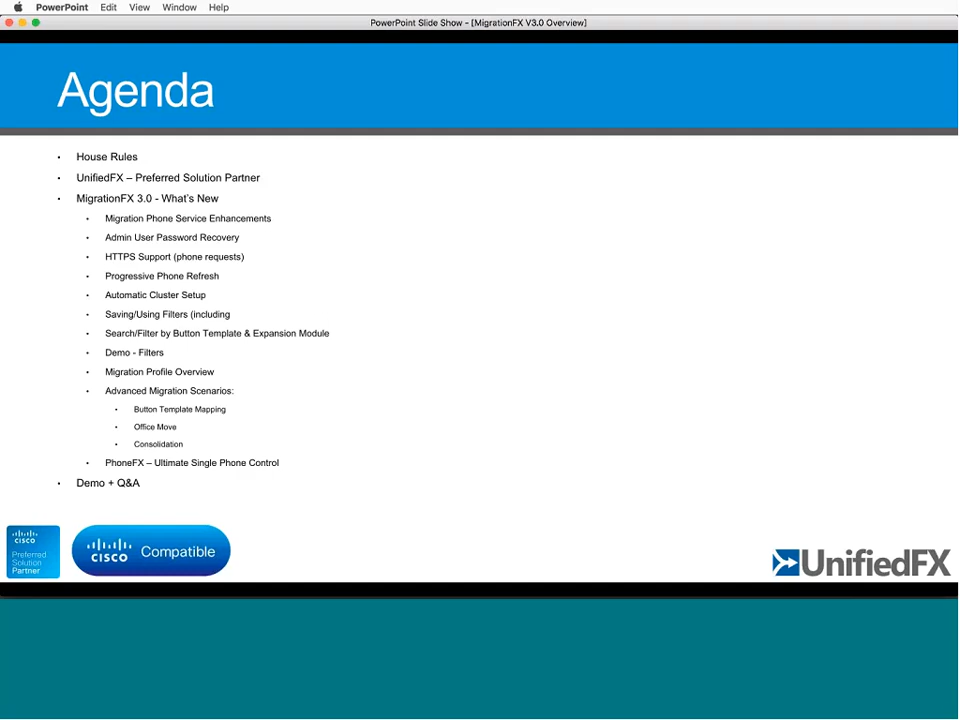 PowerPoint Edit View Window Help
PowerPoint Slide Show - [MigrationFX V3.0 Overview]
Agenda
• House Rules
• UnifiedFX – Preferred Solution Partner
• MigrationFX 3.0 - What's New
• Migration Phone Service Enhancements
• Admin User Password Recovery
• HTTPS Support (phone requests)
• Progressive Phone Refresh
• Automatic Cluster Setup
• Saving/Using Filters (including
• Search/Filter by Button Template & Expansion Module
• Demo - Filters
• Migration Profile Overview
• Advanced Migration Scenarios:
• Button Template Mapping
• Office Move
• Consolidation
• PhoneFX – Ultimate Single Phone Control
• Demo + Q&A
CISCO
Preferred
Solution
Partner
CISCO Compatible
UnifiedFX